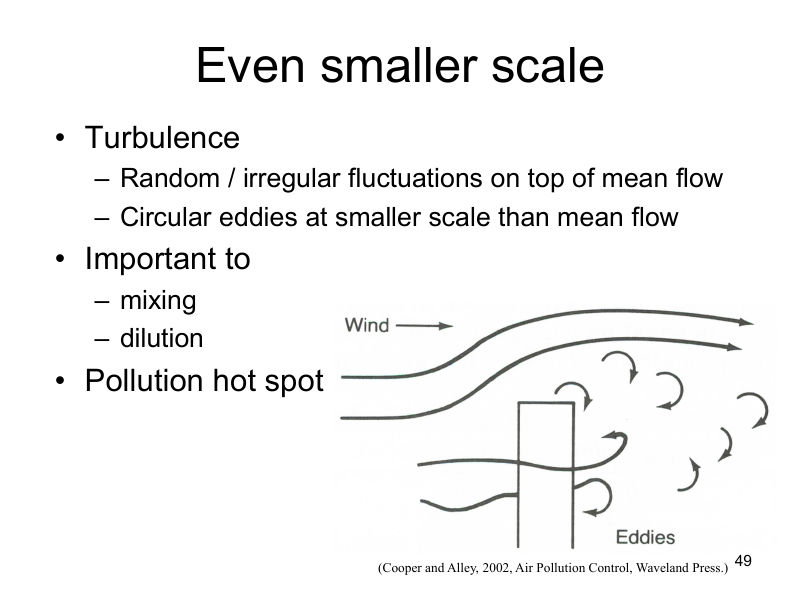 Even smaller scale
• Turbulence
– Random / irregular fluctuations on top of mean flow
– Circular eddies at smaller scale than mean flow
• Important to
– mixing
– dilution
• Pollution hot spot
Wind
Eddies
(Cooper and Alley, 2002, Air Pollution Control, Waveland Press.)
49